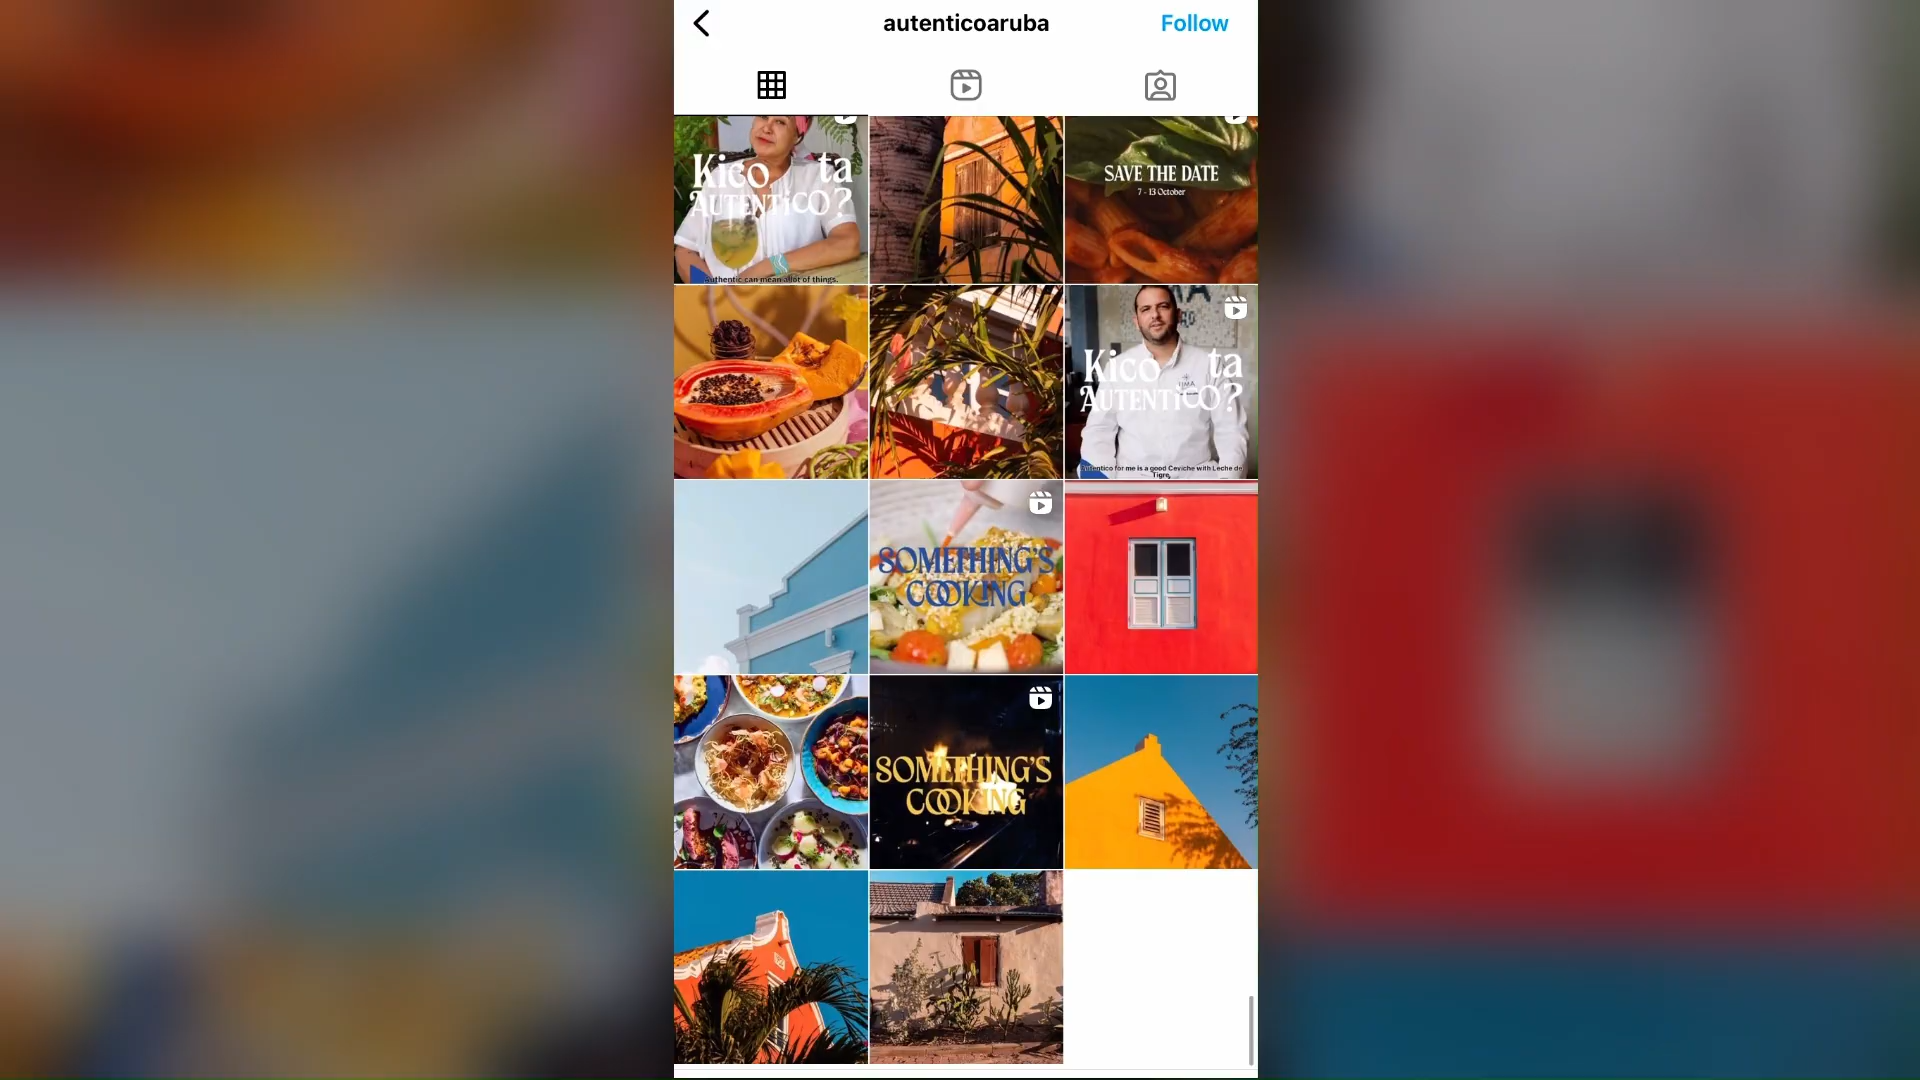 autenticoaruba
Follow
Kico ta
AUTENTICO?
Authentic can mean allot of things.
SAVE THE DATE
7 - 13 October
Kico ta
AUTENTICO?
Autentico for me is a good Ceviche with Leche de
Tigre,
SOMETHING'S
COOKING
SOMETHING'S
COOKING